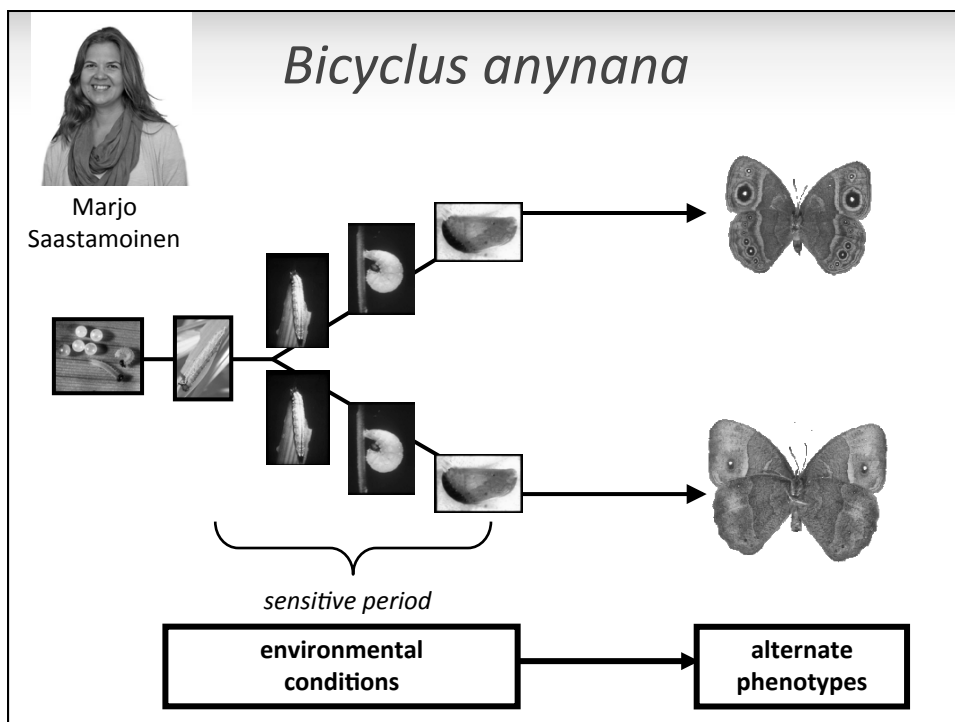 Bicyclus anynana
Marjo
Saastamoinen
sensitive period
environmental
conditions
alternate
phenotypes